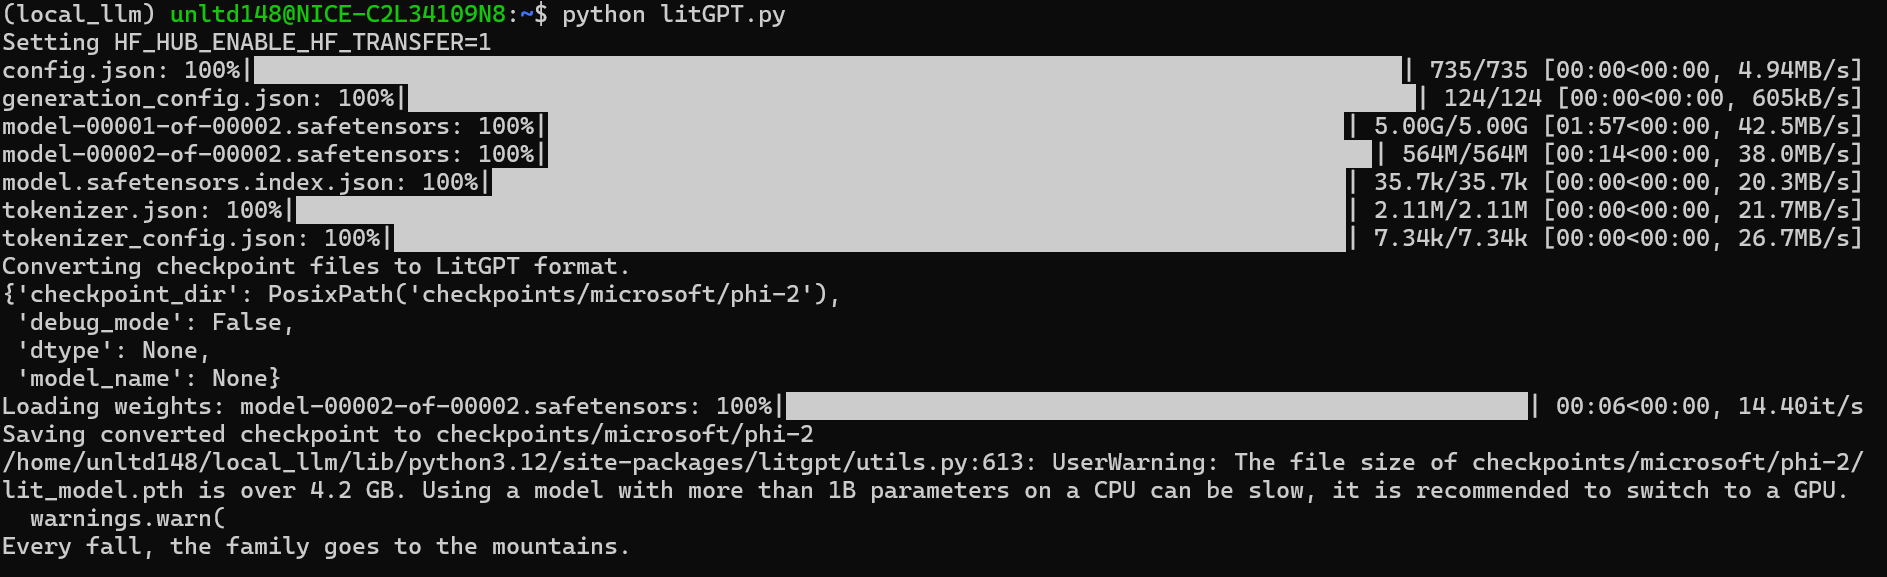 (local_llm) unltd148@NICE-C2L34109N8:~$ python litGPT.py
Setting HF_HUB_ENABLE_HF_TRANSFER=1
config.json: 100%| | 735/735 [00:00<00:00, 4.94MB/s]
generation_config.json: 100%| | 124/124 [00:00<00:00, 605kB/s]
model-00001-of-00002.safetensors: 100%| | 5.00G/5.00G [01:57<00:00, 42.5MB/s]
model-00002-of-00002.safetensors: 100%| | 564M/564M [00:14<00:00, 38.0MB/s]
model.safetensors.index.json: 100%| | 35.7k/35.7k [00:00<00:00, 20.3MB/s]
tokenizer.json: 100%| | 2.11M/2.11M [00:00<00:00, 21.7MB/s]
tokenizer_config.json: 100%| | 7.34k/7.34k [00:00<00:00, 26.7MB/s]
Converting checkpoint files to LitGPT format.
{'checkpoint_dir': PosixPath('checkpoints/microsoft/phi-2'),
 'debug_mode': False,
 'dtype': None,
 'model_name': None}
Loading weights: model-00002-of-00002.safetensors: 100%| | 00:06<00:00, 14.40it/s
Saving converted checkpoint to checkpoints/microsoft/phi-2
/home/unltd148/local_llm/lib/python3.12/site-packages/litgpt/utils.py:613: UserWarning: The file size of checkpoints/microsoft/phi-2/
lit_model.pth is over 4.2 GB. Using a model with more than 1B parameters on a CPU can be slow, it is recommended to switch to a GPU.
  warnings.warn(
Every fall, the family goes to the mountains.